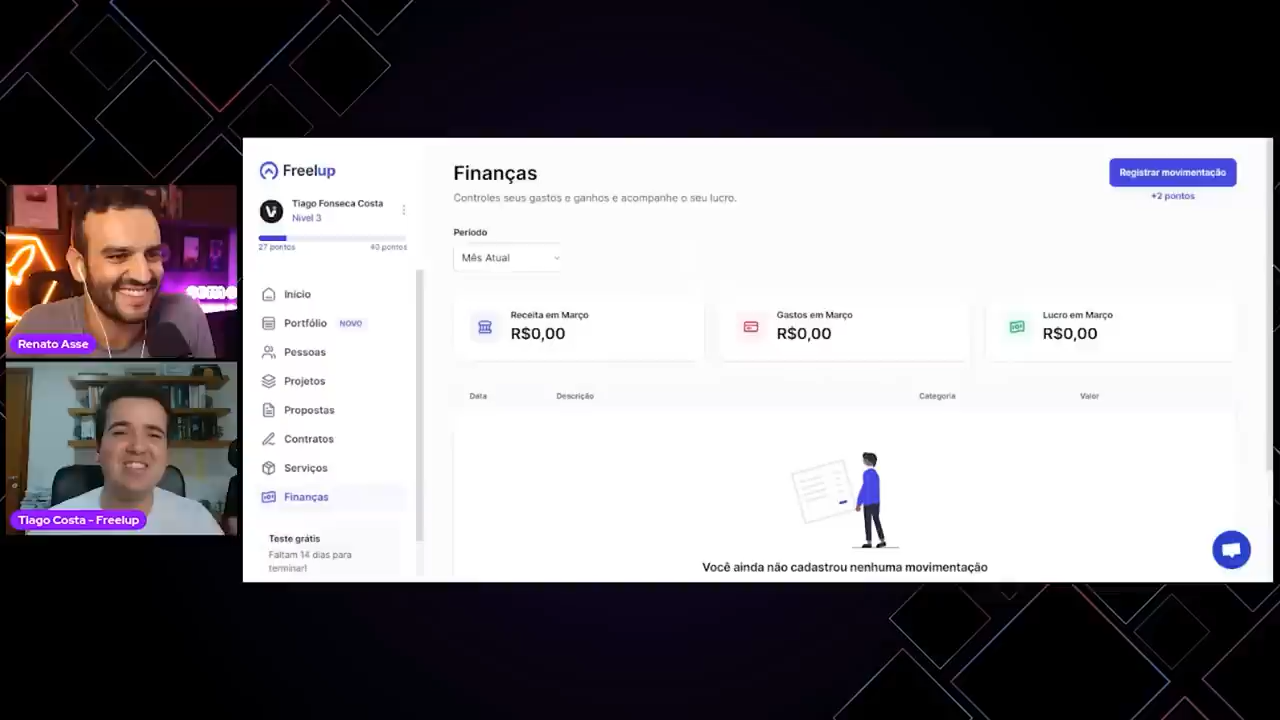 Renato Asse
TIago Costa - Freelup
Freelup
Tiago Fonseca Costa
Nível 3
27 pontos
40 pontos
Início
Portfólio NOVO
Pessoas
Projetos
Propostas
Contratos
Serviços
Finanças
Teste grátis
Faltam 14 dias para
terminar!
Finanças
Controles seus gastos e ganhos e acompanhe o seu lucro.
Registrar movimentação
+2 pontos
Período
Mês Atual
Receita em Março
R$0,00
Gastos em Março
R$0,00
Lucro em Março
R$0,00
Data Descrição Categoria Valor
Você ainda não cadastrou nenhuma movimentação